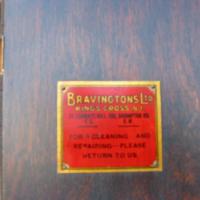 BRAVINGTONS LTD
KINGS CROSS N.1
FOR CLEANING AND
REPAIRING PLEASE
RETURN TO US.